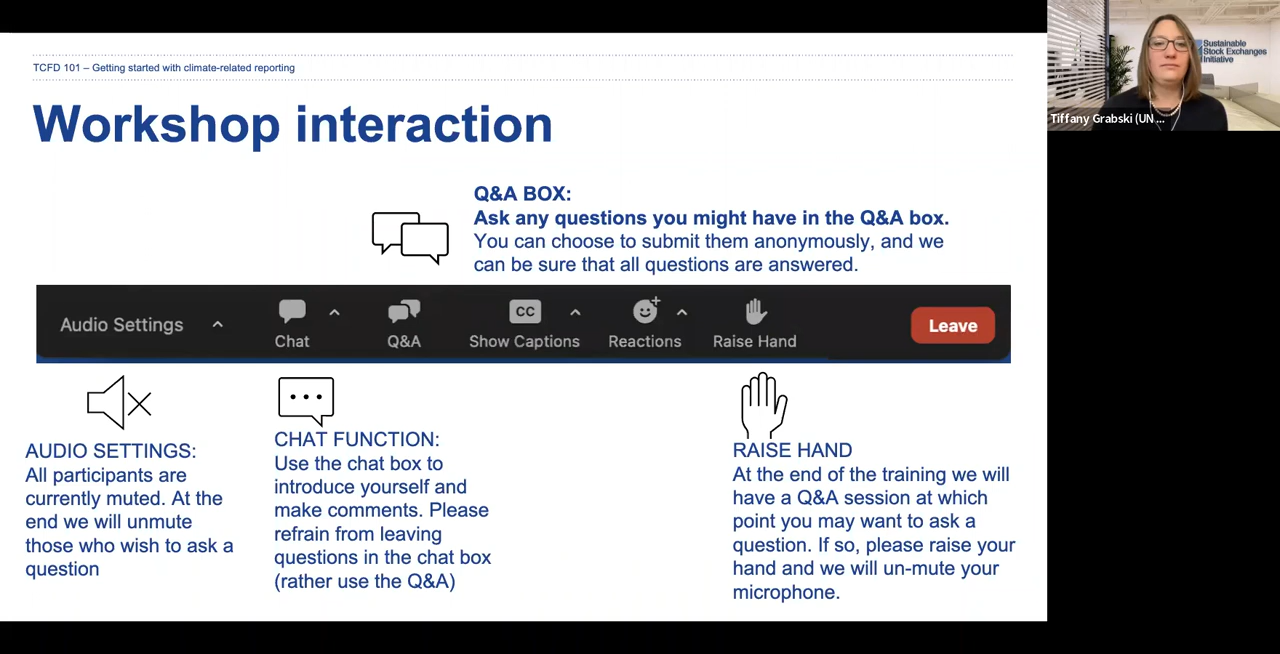 TCFD 101 – Getting started with climate-related reporting
Workshop interaction
Q&A BOX:
Ask any questions you might have in the Q&A box.
You can choose to submit them anonymously, and we
can be sure that all questions are answered.
Audio Settings
Chat
Q&A
CC
Show Captions
Reactions
Raise Hand
Leave
AUDIO SETTINGS:
All participants are
currently muted. At the
end we will unmute
those who wish to ask a
question
CHAT FUNCTION:
Use the chat box to
introduce yourself and
make comments. Please
refrain from leaving
questions in the chat box
(rather use the Q&A)
RAISE HAND
At the end of the training we will
have a Q&A session at which
point you may want to ask a
question. If so, please raise your
hand and we will un-mute your
microphone.
Sustainable
Stock Exchanges
Initiative
Tiffany Grabski (UN ...